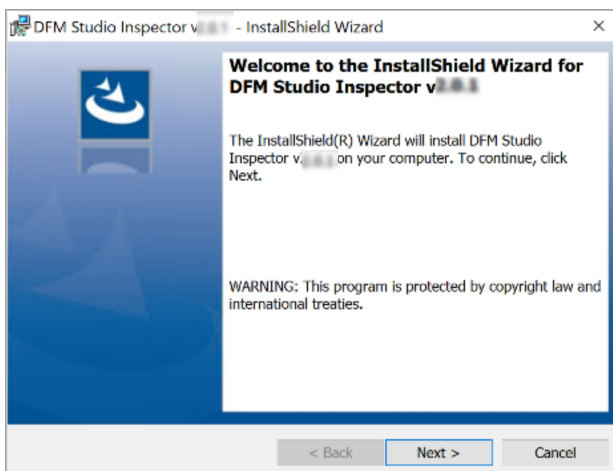 DFM Studio Inspector v - InstallShield Wizard
Welcome to the InstallShield Wizard for
DFM Studio Inspector v
The InstallShield(R) Wizard will install DFM Studio
Inspector v on your computer. To continue, click
Next.
WARNING: This program is protected by copyright law and
international treaties.
< Back
Next >
Cancel